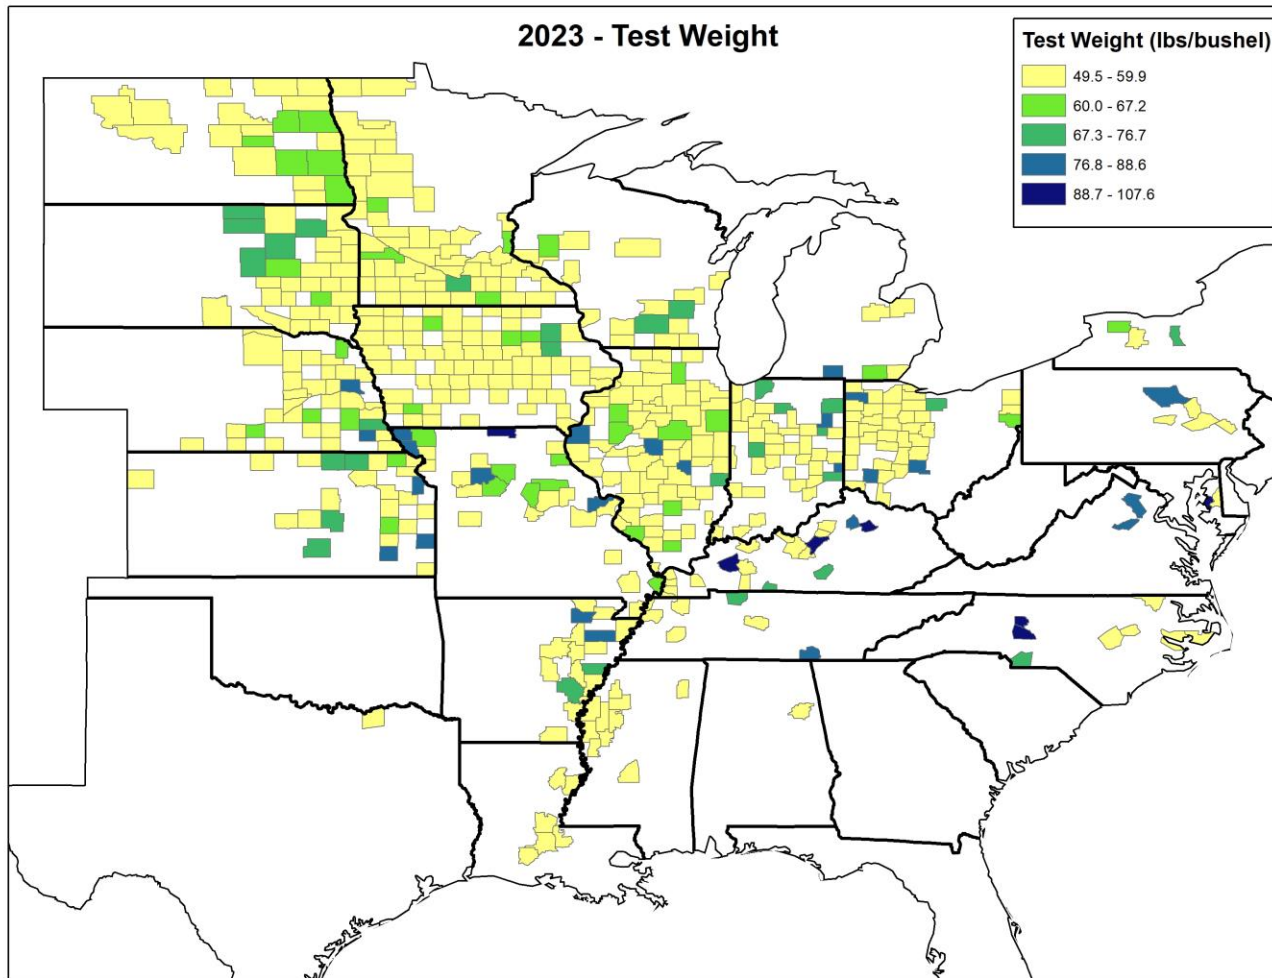 2023 - Test Weight
Test Weight (lbs/bushel)
49.5 - 59.9
60.0 - 67.2
67.3 - 76.7
76.8 - 88.6
88.7 - 107.6